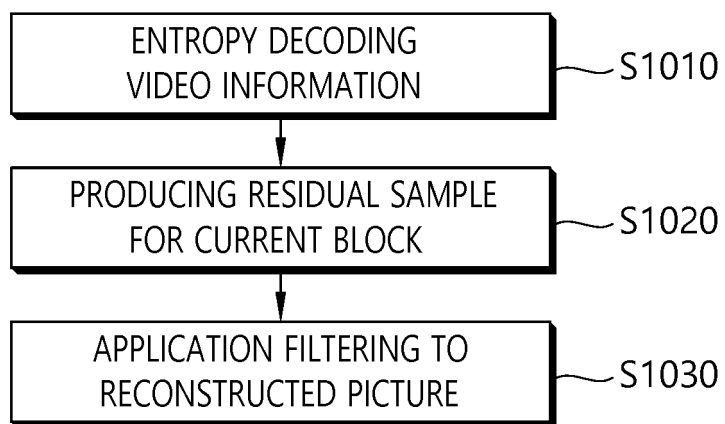 ENTROPY DECODING
VIDEO INFORMATION
S1010
PRODUCING RESIDUAL SAMPLE
FOR CURRENT BLOCK
S1020
APPLICATION FILTERING TO
RECONSTRUCTED PICTURE
S1030